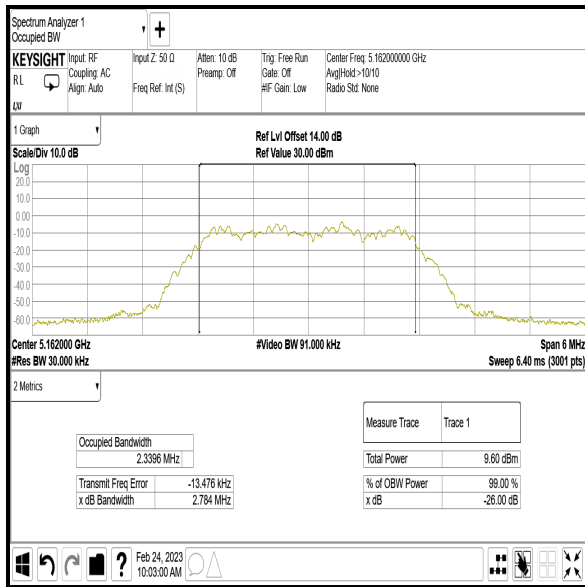 Spectrum Analyzer 1
Occupied BW
+
KEYSIGHT Input: RF Input Z: 50 Ω Atten: 10 dB Trig: Free Run Center Freq: 5.162000000 GHz
RL Coupling: AC Preamp: Off Gate: Off Avg|Hold:>10/10
Align: Auto Freq Ref: Int (S) #IF Gain: Low Radio Std: None
LXI
1 Graph
Ref Lvl Offset 14.00 dB
Scale/Div 10.0 dB Ref Value 30.00 dBm
Log
20.0
10.0
0.00
-10.0
-20.0
-30.0
-40.0
-50.0
-60.0
Center 5.162000 GHz #Video BW 91.000 kHz Span 6 MHz
#Res BW 30.000 kHz Sweep 6.40 ms (3001 pts)
2 Metrics
Measure Trace Trace 1
Occupied Bandwidth
2.3396 MHz
Total Power 9.60 dBm
Transmit Freq Error -13.476 kHz % of OBW Power 99.00 %
x dB Bandwidth 2.784 MHz x dB -26.00 dB
? Feb 24, 2023
10:03:00 AM